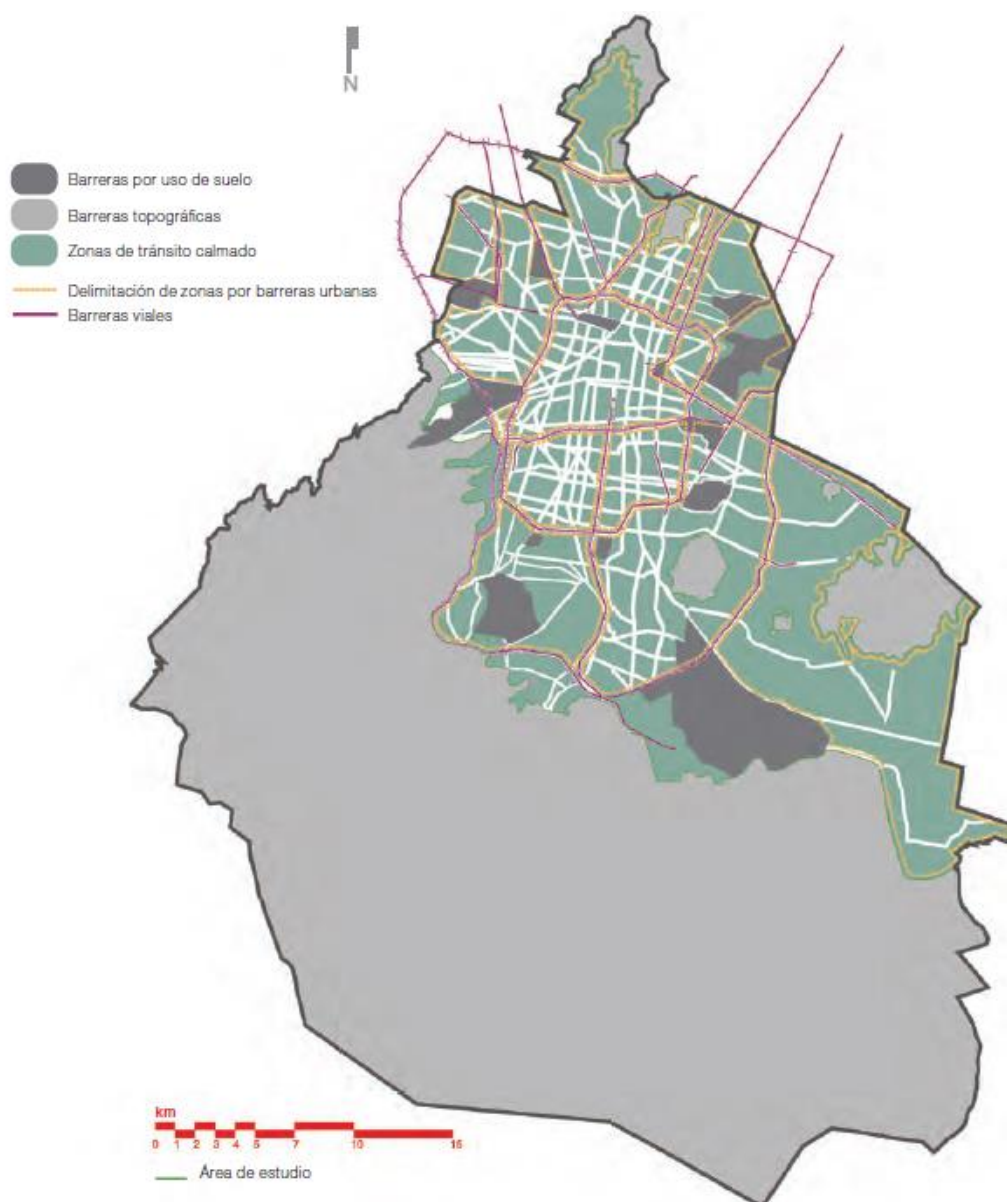 N
Barreras por uso de suelo
Barreras topográficas
Zonas de tránsito calmado
Delimitación de zonas por barreras urbanas
Barreras viales
km
0 1 2 3 4 5 7 10 15
Área de estudio